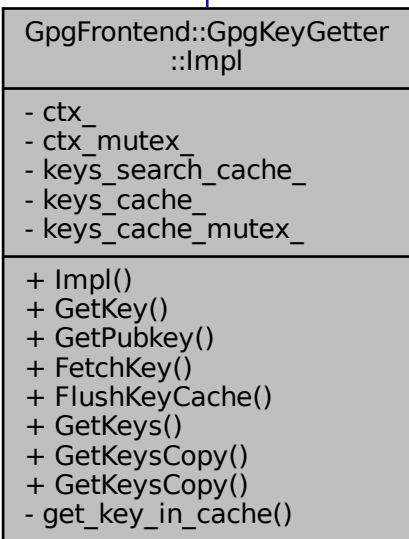 GpgFrontend::GpgKeyGetter
::Impl
- ctx_
- ctx_mutex_
- keys_search_cache_
- keys_cache_
- keys_cache_mutex_
+ Impl()
+ GetKey()
+ GetPubkey()
+ FetchKey()
+ FlushKeyCache()
+ GetKeys()
+ GetKeysCopy()
+ GetKeysCopy()
- get_key_in_cache()